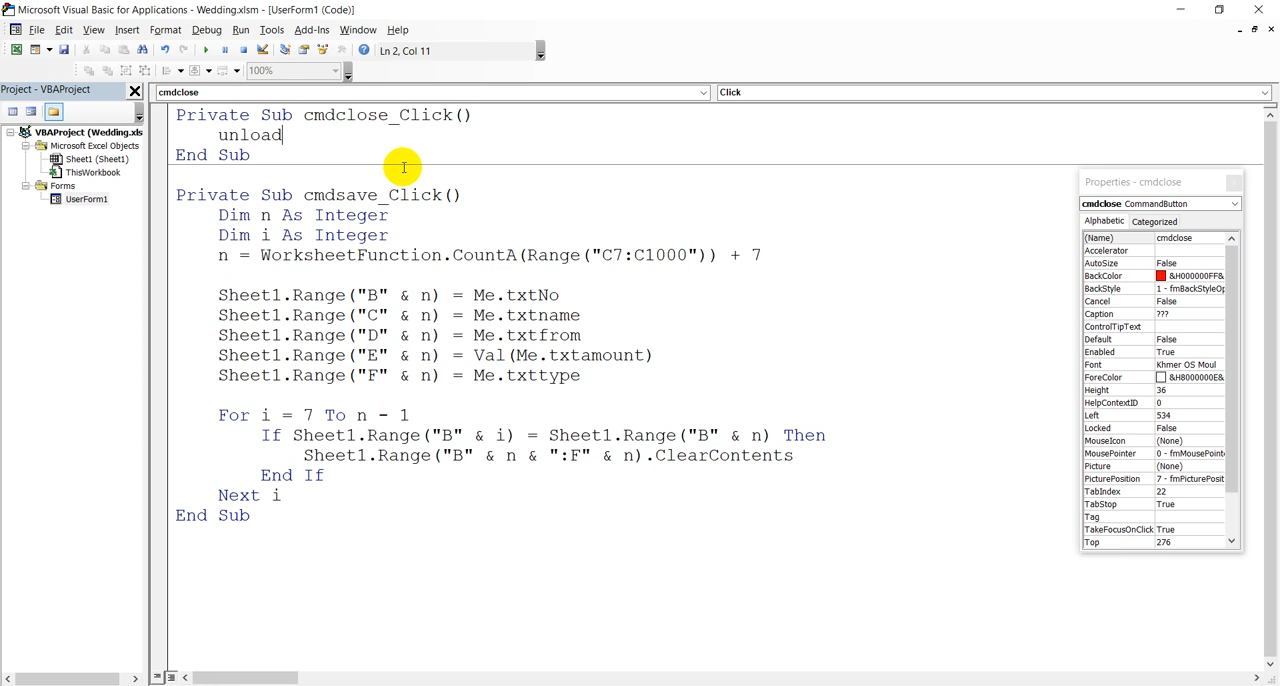 Microsoft Visual Basic for Applications - Wedding.xlsm - [UserForm1 (Code)]
File Edit View Insert Format Debug Run Tools Add-Ins Window Help
Ln 2, Col 11
100%
Project - VBAProject
cmdclose
Click
VBAProject (Wedding.xls
Microsoft Excel Objects
Sheet1 (Sheet1)
ThisWorkbook
Forms
UserForm1
Private Sub cmdclose_Click()
unload
End Sub
Private Sub cmdsave_Click()
Dim n As Integer
Dim i As Integer
n = WorksheetFunction.CountA(Range("C7:C1000")) + 7
Sheet1.Range("B" & n) = Me.txtNo
Sheet1.Range("C" & n) = Me.txtname
Sheet1.Range("D" & n) = Me.txtfrom
Sheet1.Range("E" & n) = Val(Me.txtamount)
Sheet1.Range("F" & n) = Me.txttype
For i = 7 To n - 1
If Sheet1.Range("B" & i) = Sheet1.Range("B" & n) Then
Sheet1.Range("B" & n & ":F" & n).ClearContents
End If
Next i
End Sub
Properties - cmdclose
cmdclose CommandButton
Alphabetic Categorized
(Name) cmdclose
Accelerator
AutoSize False
BackColor &H000000FF&
BackStyle 1 - fmBackStyleOp
Cancel False
Caption ???
ControlTipText
Default False
Enabled True
Font Khmer OS Moul
ForeColor &H8000000E&
Height 36
HelpContextID 0
Left 534
Locked False
MouseIcon (None)
MousePointer 0 - fmMousePoint
Picture (None)
PicturePosition 7 - fmPicturePosit
TabIndex 22
TabStop True
Tag
TakeFocusOnClick True
Top 276